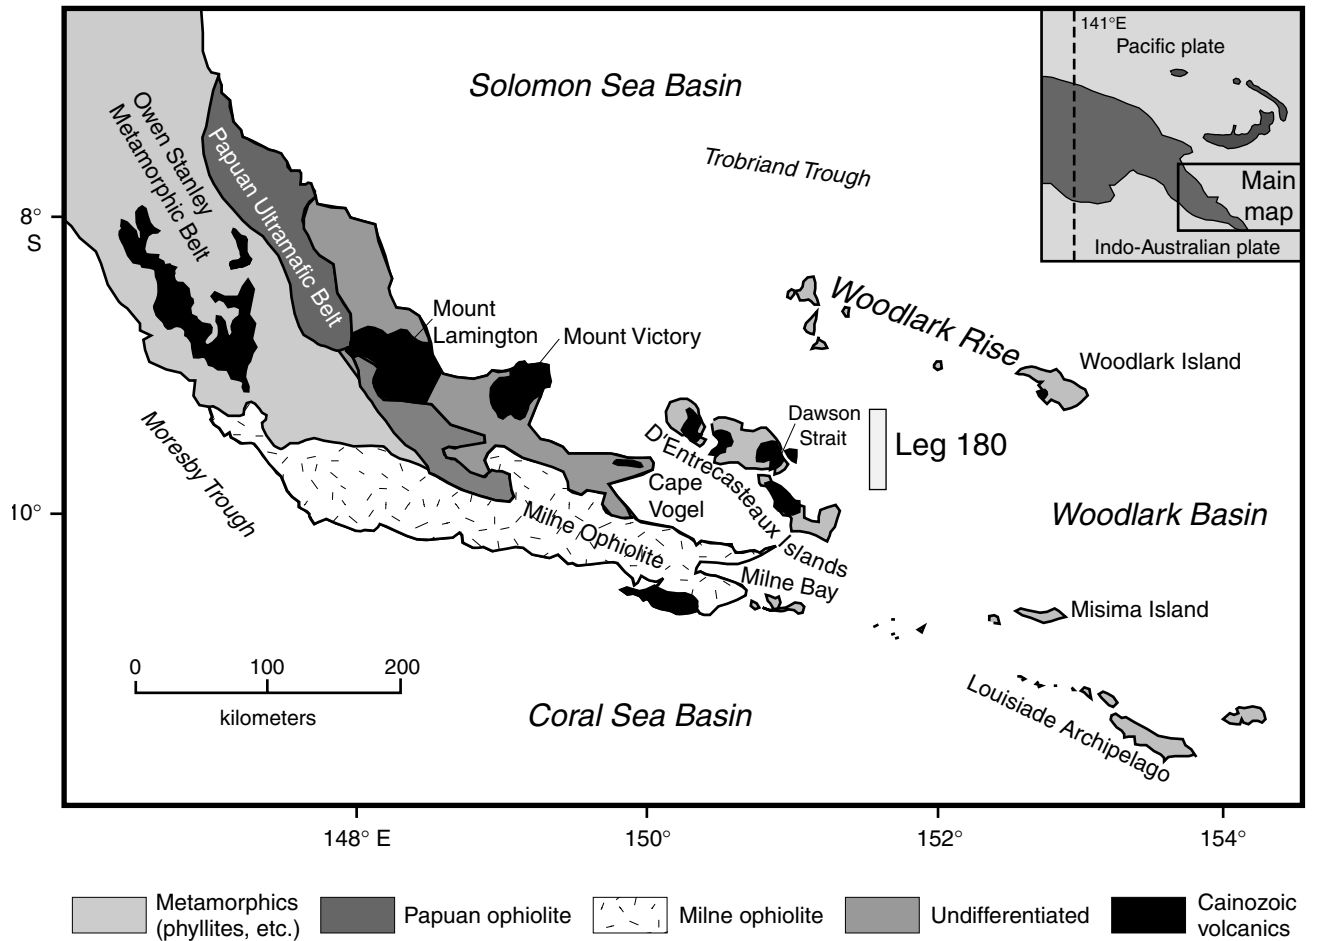 141°E
Pacific plate
Main
map
Indo-Australian plate
Solomon Sea Basin
Trobriand Trough
Owen Stanley
Metamorphic Belt
Papuan Ultramafic Belt
8°
S
Mount
Lamington
Mount Victory
Woodlark Rise
Woodlark Island
Dawson
Strait
Leg 180
D'Entrecasteaux Islands
Moresby Trough
Cape
Vogel
10°
Milne Ophiolite
Woodlark Basin
Milne Bay
Misima Island
0 100 200
kilometers
Coral Sea Basin
Louisiade Archipelago
148° E
150°
152°
154°
Metamorphics
(phyllites, etc.)
Papuan ophiolite
Milne ophiolite
Undifferentiated
Cainozoic
volcanics